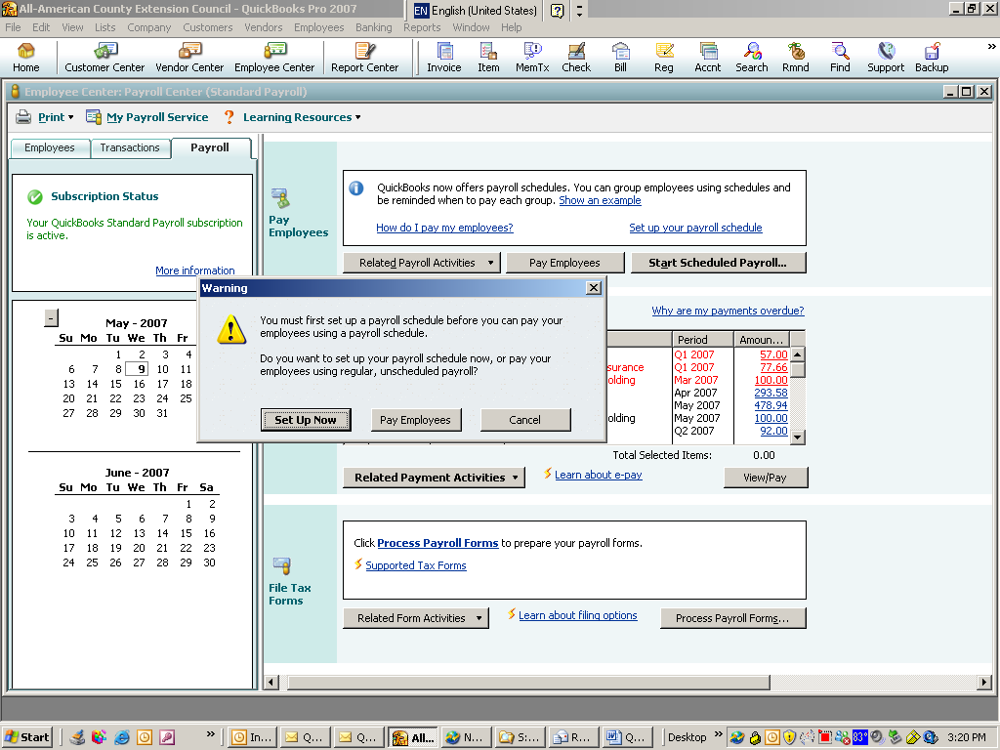 All-American County Extension Council - QuickBooks Pro 2007
EN English (United States)
File Edit View Lists Company Customers Vendors Employees Banking Reports Window Help
Home Customer Center Vendor Center Employee Center Report Center Invoice Item MemTx Check Bill Reg Accnt Search Rmnd Find Support Backup
Employee Center: Payroll Center (Standard Payroll)
Print My Payroll Service ? Learning Resources
Employees Transactions Payroll
Subscription Status
Your QuickBooks Standard Payroll subscription
is active.
More information
May - 2007
Su Mo Tu We Th Fr
1 2 3 4
6 7 8 9 10 11
13 14 15 16 17 18
20 21 22 23 24 25
27 28 29 30 31
June - 2007
Su Mo Tu We Th Fr Sa
1 2
3 4 5 6 7 8 9
10 11 12 13 14 15 16
17 18 19 20 21 22 23
24 25 26 27 28 29 30
Pay
Employees
QuickBooks now offers payroll schedules. You can group employees using schedules and
be reminded when to pay each group. Show an example
How do I pay my employees? Set up your payroll schedule
Related Payroll Activities Pay Employees Start Scheduled Payroll...
Warning
You must first set up a payroll schedule before you can pay your
employees using a payroll schedule.
Do you want to set up your payroll schedule now, or pay your
employees using regular, unscheduled payroll?
Set Up Now Pay Employees Cancel
Why are my payments overdue?
Period Amoun...
Q1 2007 57.00
surance Q1 2007 77.66
olding Mar 2007 100.00
Apr 2007 293.58
May 2007 478.94
olding May 2007 100.00
Q2 2007 92.00
Total Selected Items: 0.00
Related Payment Activities Learn about e-pay View/Pay
File Tax
Forms
Click Process Payroll Forms to prepare your payroll forms.
Supported Tax Forms
Related Form Activities Learn about filing options Process Payroll Forms...
Start In... Q... Q... All... N... S:... R... Q... Desktop 83° 3:20 PM